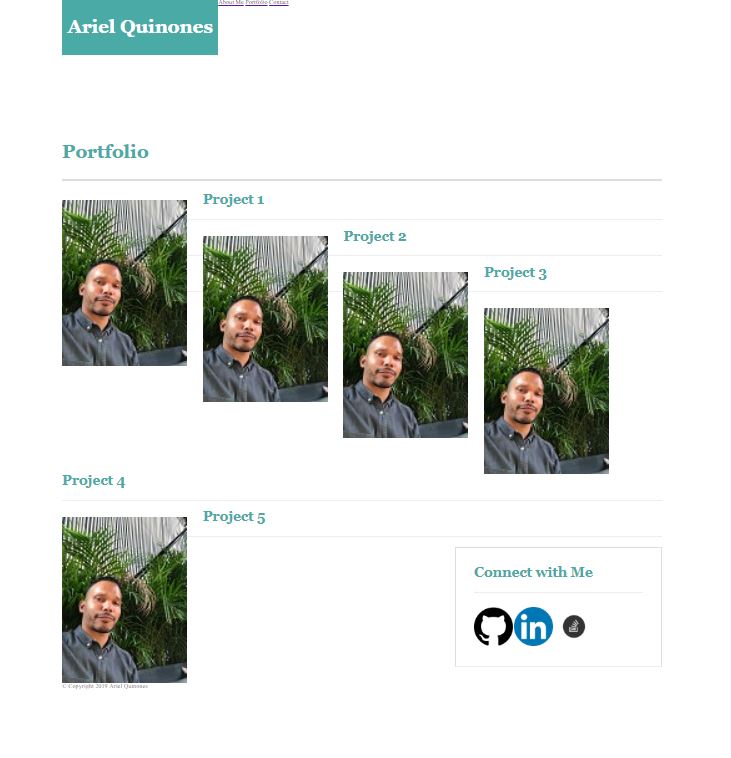 Ariel Quinones
About Me Portfolio Contact
Portfolio
Project 1
Project 2
Project 3
Project 4
Project 5
Connect with Me
in
© Copyright 2019 Ariel Quinones